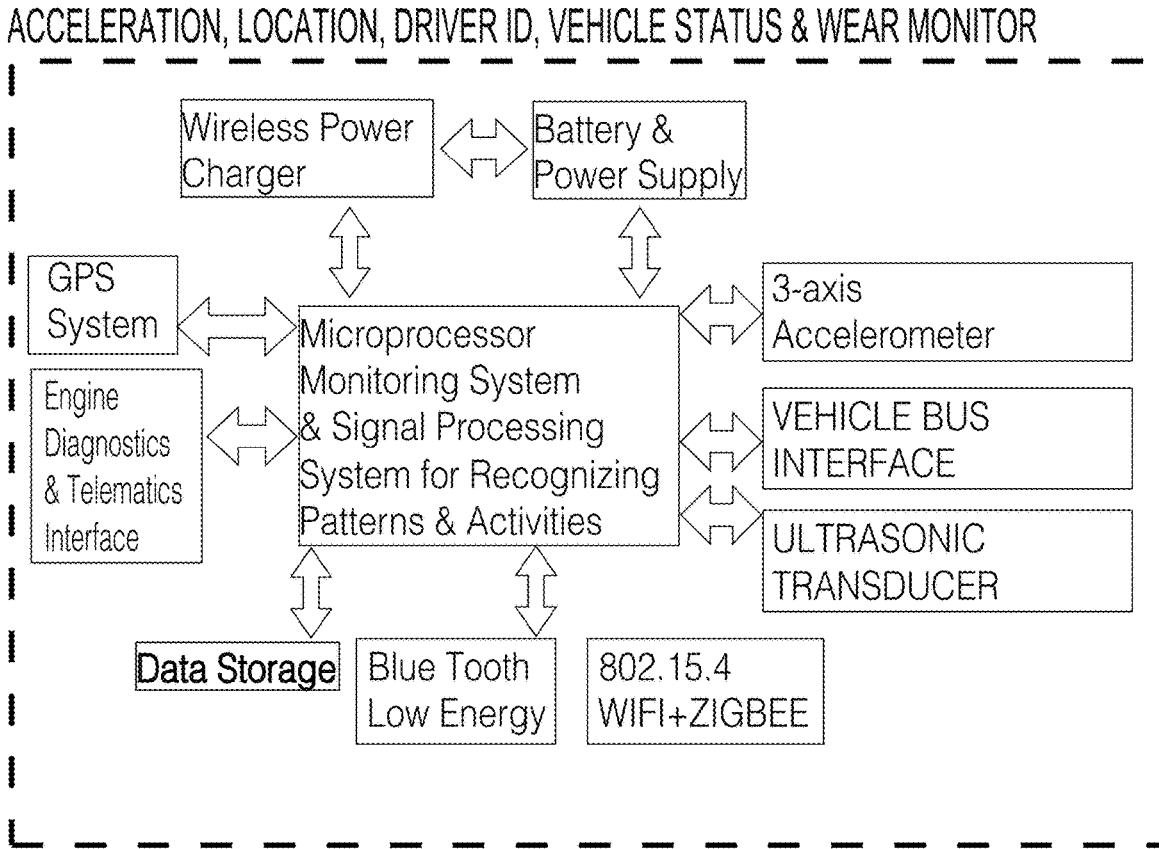 ACCELERATION, LOCATION, DRIVER ID, VEHICLE STATUS & WEAR MONITOR
Wireless Power
Charger
Battery &
Power Supply
GPS
System
3-axis
Accelerometer
Microprocessor
Monitoring System
& Signal Processing
System for Recognizing
Patterns & Activities
Engine
Diagnostics
& Telematics
Interface
VEHICLE BUS
INTERFACE
ULTRASONIC
TRANSDUCER
Data Storage
Blue Tooth
Low Energy
802.15.4
WIFI+ZIGBEE